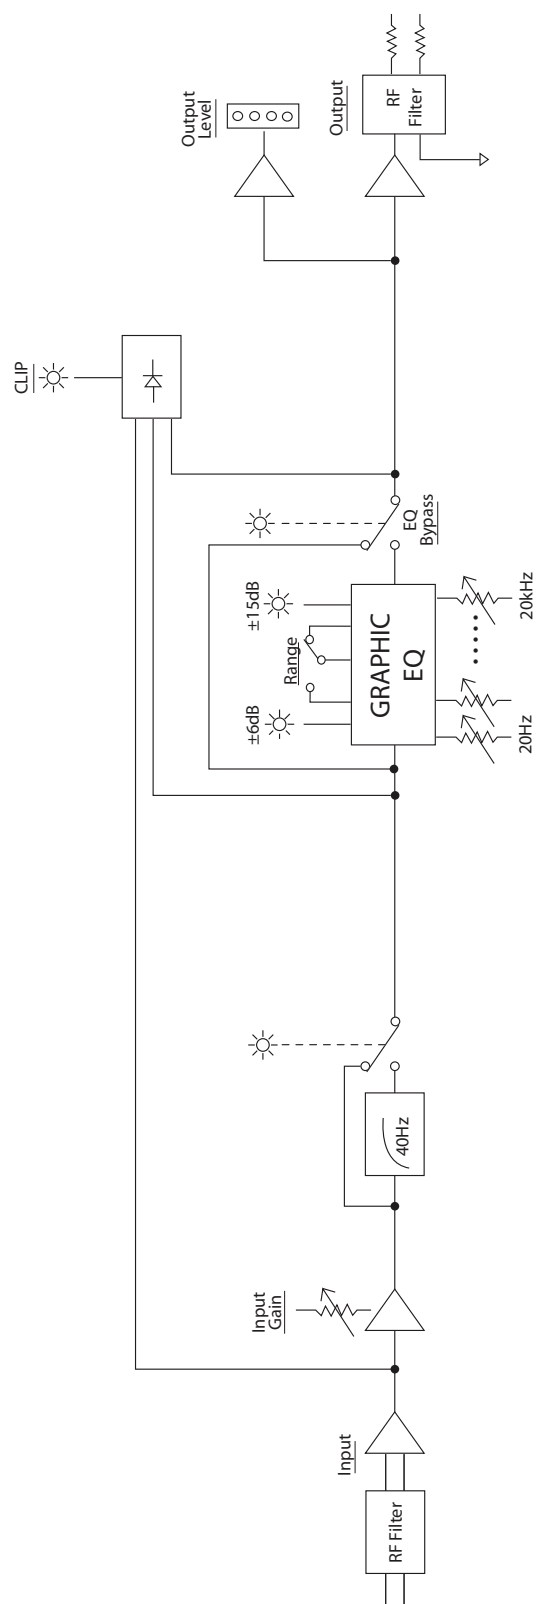 RF Filter
Input
Input
Gain
40Hz
±6dB
Range
±15dB
GRAPHIC
EQ
20Hz
20kHz
EQ
Bypass
CLIP
Output
Level
Output
RF
Filter